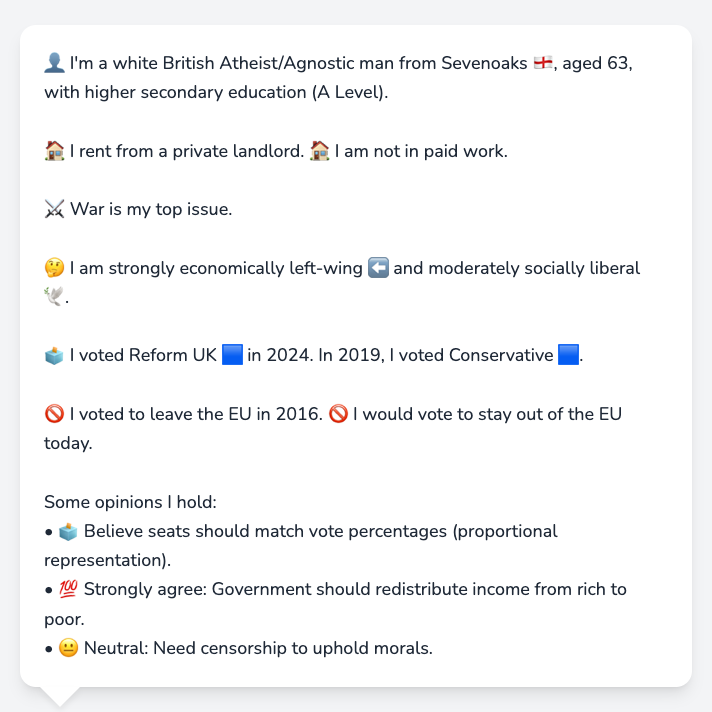 👤 I'm a white British Atheist/Agnostic man from Sevenoaks 🏴󠁧󠁢󠁥󠁮󠁧󠁿, aged 63,
with higher secondary education (A Level).
🏠 I rent from a private landlord. 🏠 I am not in paid work.
⚔️ War is my top issue.
🤔 I am strongly economically left-wing ⬅️ and moderately socially liberal
🕊️.
🗳️ I voted Reform UK 🟦 in 2024. In 2019, I voted Conservative 🟦.
🚫 I voted to leave the EU in 2016. 🚫 I would vote to stay out of the EU
today.
Some opinions I hold:
• 🗳️ Believe seats should match vote percentages (proportional
representation).
• 💯 Strongly agree: Government should redistribute income from rich to
poor.
• 😐 Neutral: Need censorship to uphold morals.